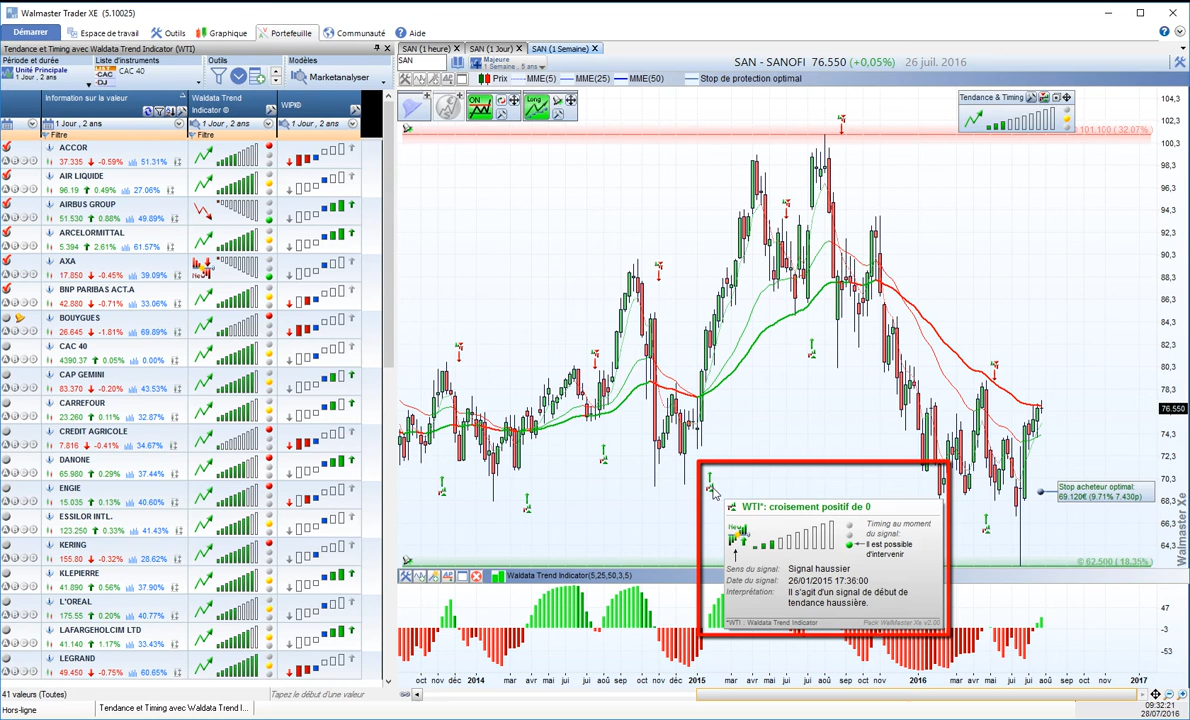 Walmaster Trader XE (5.10025)
Démarrer
Espace de travail
Outils
Graphique
Portefeuille
Communauté
Aide
Tendance et Timing avec Waldata Trend Indicator (WTI)
Période et durée
Unité Principale
1 Jour, 2 ans
Liste d'instruments
CAC 40
Outils
Modèles
Marketanalyser
Information sur la valeur
Waldata Trend
Indicator ©
WIPI©
1 Jour , 2 ans
1 Jour , 2 ans
1 Jour , 2 ans
Filtre
Filtre
ACCOR
37.335 -0.59% 51.31%
AIR LIQUIDE
96.19 0.49% 27.06%
AIRBUS GROUP
51.530 0.88% 49.89%
ARCELORMITTAL
5.394 2.61% 61.57%
AXA
17.850 -0.45% 39.09%
BNP PARIBAS ACT.A
42.880 -0.71% 33.06%
BOUYGUES
26.645 -1.81% 69.89%
CAC 40
4390.37 0.05% 0.00%
CAP GEMINI
83.370 -0.20% 43.53%
CARREFOUR
23.260 0.11% 32.87%
CREDIT AGRICOLE
7.816 -0.41% 34.67%
DANONE
65.980 0.29% 37.44%
ENGIE
15.035 0.13% 40.60%
ESSILOR INTL.
123.250 0.33% 41.43%
KERING
155.80 -0.32% 28.62%
KLEPIERRE
41.890 0.56% 37.90%
L'OREAL
175.55 0.20% 40.77%
LAFARGEHOLCIM LTD
41.140 1.17% 33.43%
LEGRAND
49.450 -0.75% 60.65%
41 valeurs (Toutes)
Tapez le début d'une valeur
Hors-ligne
Tendance et Timing avec Waldata Trend I...
SAN (1 heure)
SAN (1 Jour)
SAN (1 Semaine)
SAN
Majeure
1 Semaine , 5 ans
SAN - SANOFI 76.550 (+0,05%) 26 juil. 2016
Prix
MME(5)
MME(25)
MME(50)
Stop de protection optimal
ON
Long
Tendance & Timing
101.100 ( 32.07%)
104,3
102,3
100,3
98,3
96,3
94,3
92,3
90,3
88,3
86,3
84,3
82,3
80,3
78,3
76.550
74,3
72,3
70,3
68,3
66,3
64,3
Stop acheteur optimal:
69.120€ (9.71% 7.430p)
62.500 (18.35%)
WTI*: croisement positif de 0
New
Timing au moment
du signal:
Il est possible
d'intervenir
Sens du signal: Signal haussier
Date du signal: 26/01/2015 17:36:00
Interprétation: Il s'agit d'un signal de début de
tendance haussière.
*WTI : Waldata Trend Indicator
Pack WalMaster Xe v2.00
Waldata Trend Indicator(5,25,50,3,5)
47
-3
-53
oct nov déc 2014 mar mai jui aoû sep oct nov 2015 mar mai jui aoû sep oct nov 2016 mar avr mai jui jul aoû sep oct nov 2017
Walmaster Xe
09:32:21
28/07/2016